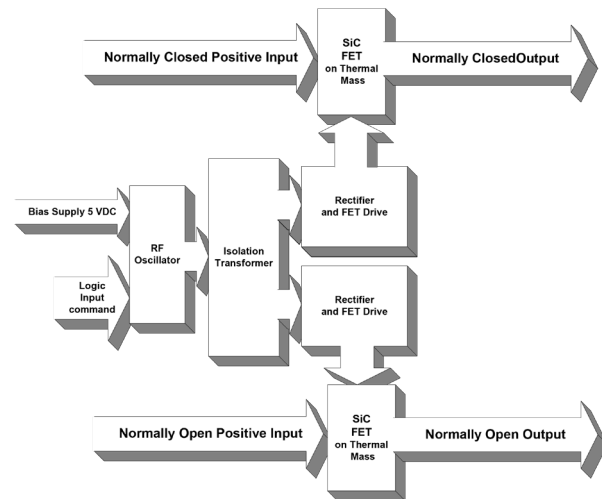 Normally Closed Positive Input
SiC
FET
on Thermal
Mass
Normally ClosedOutput
Rectifier
and FET Drive
Bias Supply 5 VDC
RF
Oscillator
Isolation
Transformer
Logic
Input
command
Rectifier
and FET Drive
Normally Open Positive Input
SiC
FET
on Thermal
Mass
Normally Open Output